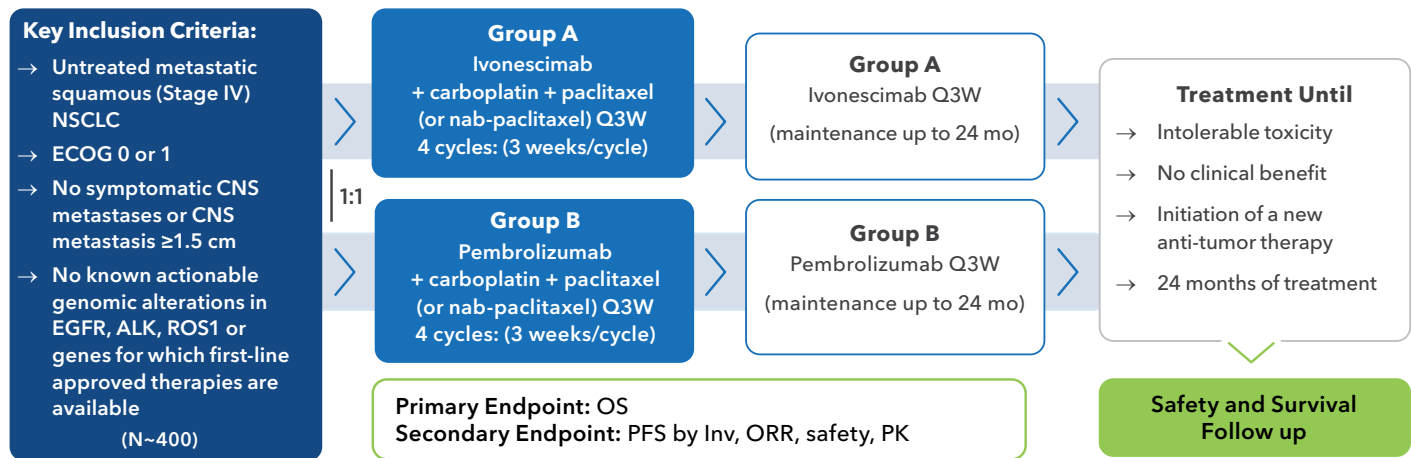 Key Inclusion Criteria:
→ Untreated metastatic
squamous (Stage IV)
NSCLC
→ ECOG 0 or 1
→ No symptomatic CNS
metastases or CNS
metastasis ≥1.5 cm
→ No known actionable
genomic alterations in
EGFR, ALK, ROS1 or
genes for which first-line
approved therapies are
available
(N~400)
1:1
Group A
Ivonescimab
+ carboplatin + paclitaxel
(or nab-paclitaxel) Q3W
4 cycles: (3 weeks/cycle)
Group A
Ivonescimab Q3W
(maintenance up to 24 mo)
Group B
Pembrolizumab
+ carboplatin + paclitaxel
(or nab-paclitaxel) Q3W
4 cycles: (3 weeks/cycle)
Group B
Pembrolizumab Q3W
(maintenance up to 24 mo)
Treatment Until
→ Intolerable toxicity
→ No clinical benefit
→ Initiation of a new
anti-tumor therapy
→ 24 months of treatment
Primary Endpoint: OS
Secondary Endpoint: PFS by Inv, ORR, safety, PK
Safety and Survival
Follow up